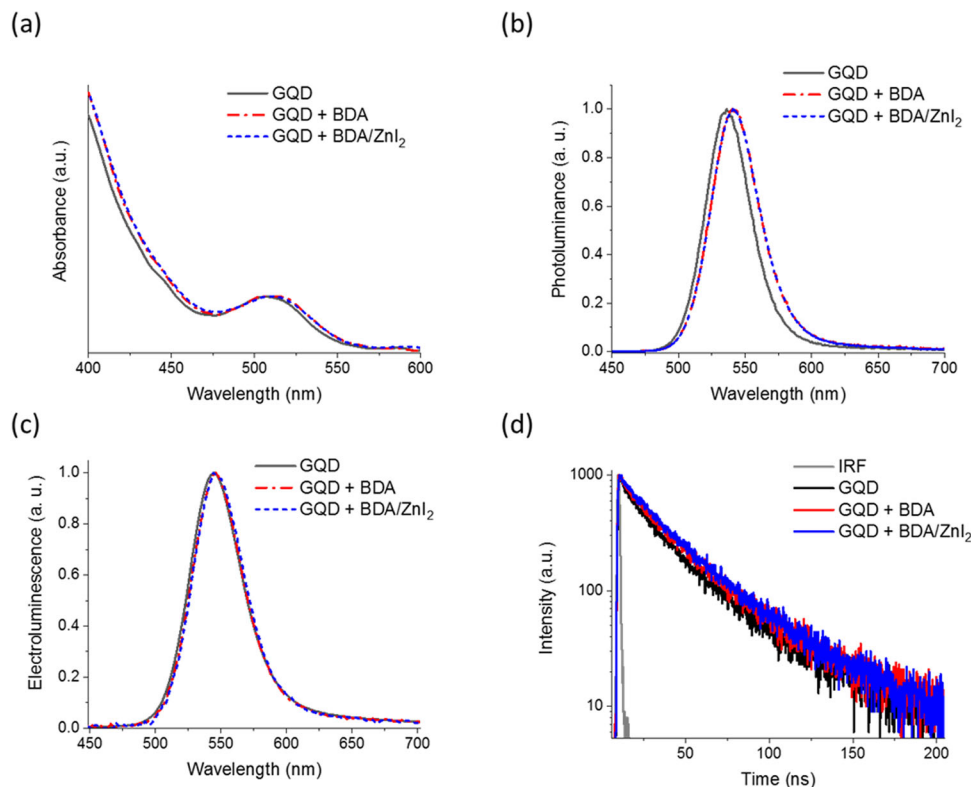 (a)
GQD
GQD + BDA
GQD + BDA/ZnI₂
Absorbance (a.u.)
400
450
500
550
600
Wavelength (nm)
(b)
GQD
GQD + BDA
GQD + BDA/ZnI₂
1.0
0.8
0.6
0.4
0.2
0.0
Photoluminance (a. u.)
450
500
550
600
650
700
Wavelength (nm)
(c)
GQD
GQD + BDA
GQD + BDA/ZnI₂
1.0
0.8
0.6
0.4
0.2
0.0
Electroluminescence (a. u.)
450
500
550
600
650
700
Wavelength (nm)
(d)
IRF
GQD
GQD + BDA
GQD + BDA/ZnI₂
1000
100
10
Intensity (a.u.)
50
100
150
200
Time (ns)